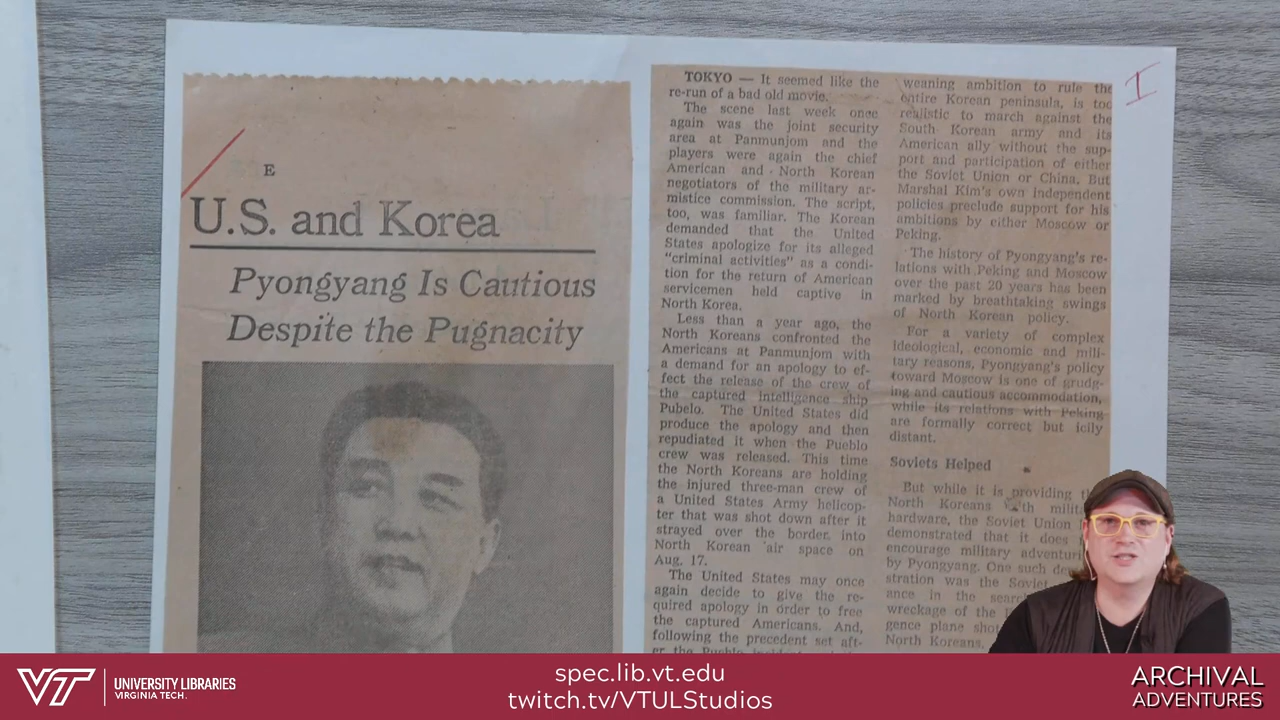 E
U.S. and Korea
Pyongyang Is Cautious
Despite the Pugnacity
TOKYO — It seemed like the
re-run of a bad old movie.
The scene last week once
again was the joint security
area at Panmunjom and the
players were again the chief
American and North Korean
negotiators of the military ar-
mistice commission. The script,
too, was familiar. The Korean
demanded that the United
States apologize for its alleged
"criminal activities" as a condi-
tion for the return of American
servicemen held captive in
North Korea.
Less than a year ago, the
North Koreans confronted the
Americans at Panmunjom with
a demand for an apology to ef-
fect the release of the crew of
the captured intelligence ship
Pubelo. The United States did
produce the apology and then
repudiated it when the Pueblo
crew was released. This time
the North Koreans are holding
the injured three-man crew of
a United States Army helicop-
ter that was shot down after it
strayed over the border into
North Korean air space on
Aug. 17.
The United States may once
again decide to give the re-
quired apology in order to free
the captured Americans. And,
following the precedent set aft-
er the Pueblo
weaning ambition to rule the
entire Korean peninsula, is too
realistic to march against the
South Korean army and its
American ally without the sup-
port and participation of either
the Soviet Union or China. But
Marshal Kim's own independent
policies preclude support for his
ambitions by either Moscow or
Peking.
The history of Pyongyang's re-
lations with Peking and Moscow
over the past 20 years has been
marked by breathtaking swings
of North Korean policy.
For a variety of complex
ideological, economic and mili-
tary reasons, Pyongyang's policy
toward Moscow is one of grudg-
ing and cautious accommodation,
while its relations with Peking
are formally correct but icily
distant.
Soviets Helped
But while it is providing
North Koreans
hardware, the Soviet Union
demonstrated that it does
encourage military
by Pyongyang. One such
stration was the Soviet
ance in the
wreckage of the
gence plane
North Koreans.
I
VT
UNIVERSITY LIBRARIES
VIRGINIA TECH.
spec.lib.vt.edu
twitch.tv/VTULStudios
ARCHIVAL
ADVENTURES